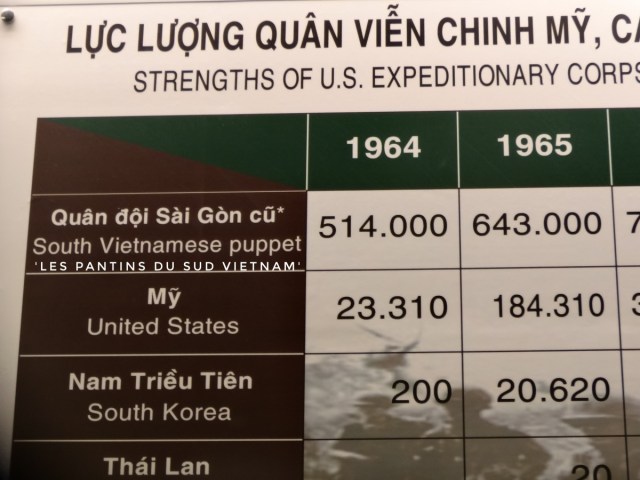 LỰC LƯỢNG QUÂN VIỄN CHINH MỸ,
STRENGTHS OF U.S. EXPEDITIONARY CORPS
1964 1965
Quân đội Sài Gòn cũ* 514.000 643.000
South Vietnamese puppet
'LES PANTINS DU SUD VIETNAM'
Mỹ 23.310 184.310
United States
Nam Triều Tiên 200 20.620
South Korea
Thái Lan 20